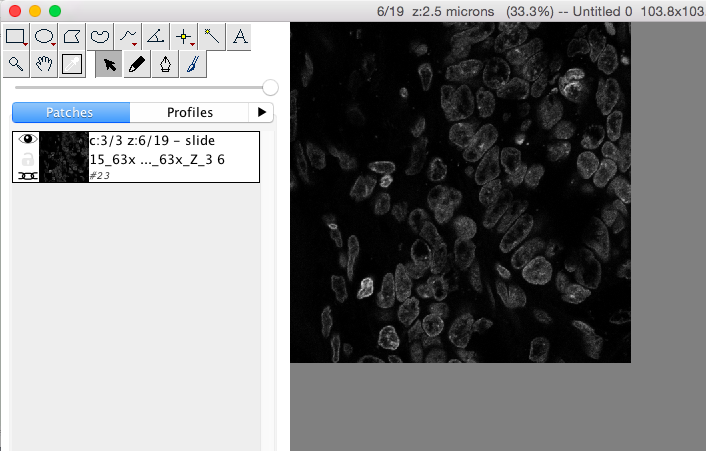 6/19 z:2.5 microns (33.3%) -- Untitled 0 103.8x103
A
Patches Profiles
c:3/3 z:6/19 - slide
15_63x ..._63x_Z_3 6
#23